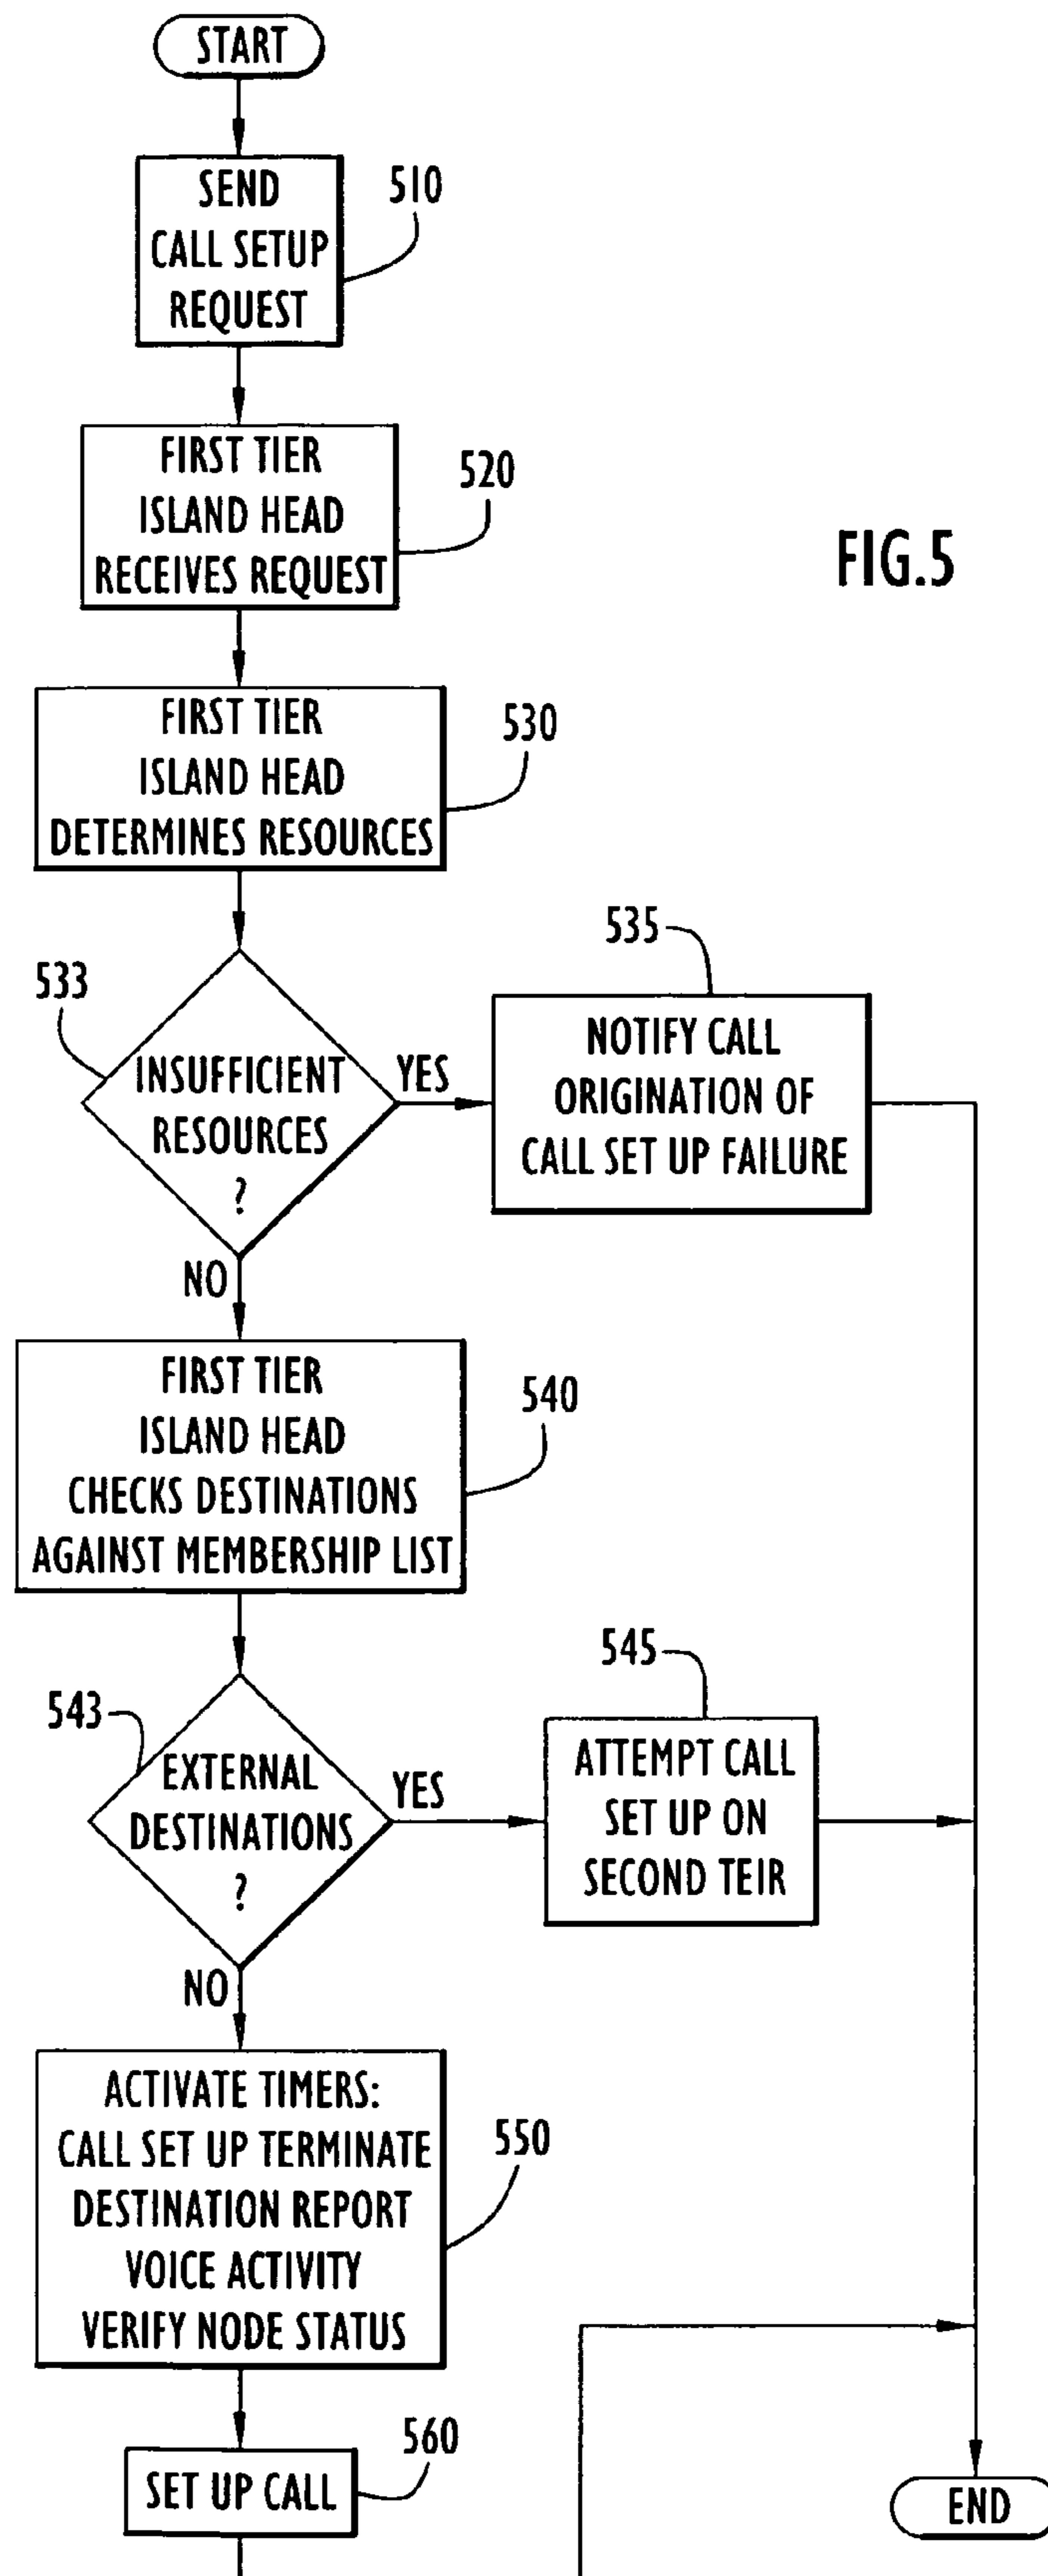 START
SEND
CALL SETUP
REQUEST
510
FIRST TIER
ISLAND HEAD
RECEIVES REQUEST
520
FIG.5
FIRST TIER
ISLAND HEAD
DETERMINES RESOURCES
530
533
INSUFFICIENT
RESOURCES
?
YES
535
NOTIFY CALL
ORIGINATION OF
CALL SET UP FAILURE
NO
FIRST TIER
ISLAND HEAD
CHECKS DESTINATIONS
AGAINST MEMBERSHIP LIST
540
543
EXTERNAL
DESTINATIONS
?
YES
545
ATTEMPT CALL
SET UP ON
SECOND TEIR
NO
ACTIVATE TIMERS:
CALL SET UP TERMINATE
DESTINATION REPORT
VOICE ACTIVITY
VERIFY NODE STATUS
550
SET UP CALL
560
END